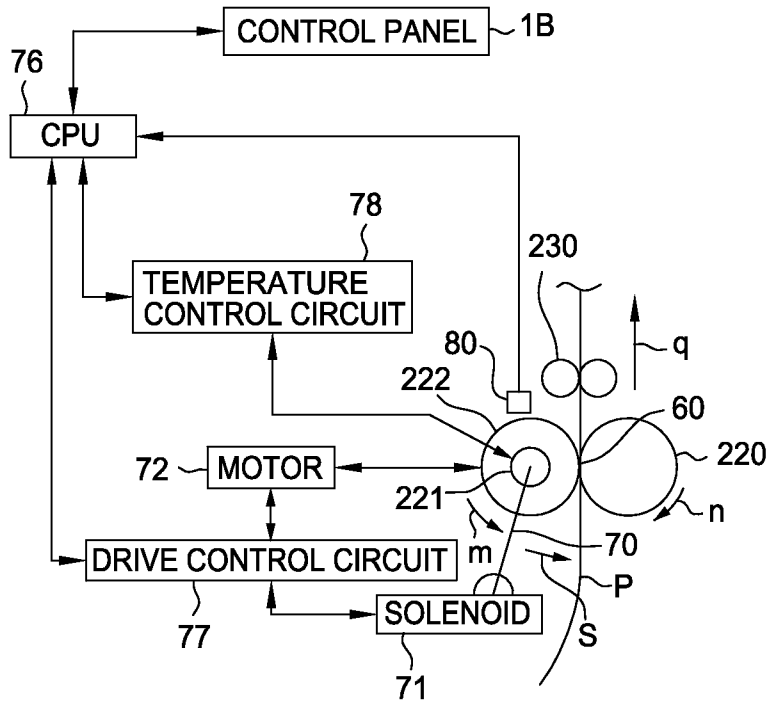 CONTROL PANEL
1B
76
CPU
78
TEMPERATURE
CONTROL CIRCUIT
230
q
80
222
60
220
72
MOTOR
221
n
m
70
DRIVE CONTROL CIRCUIT
P
77
SOLENOID
S
71